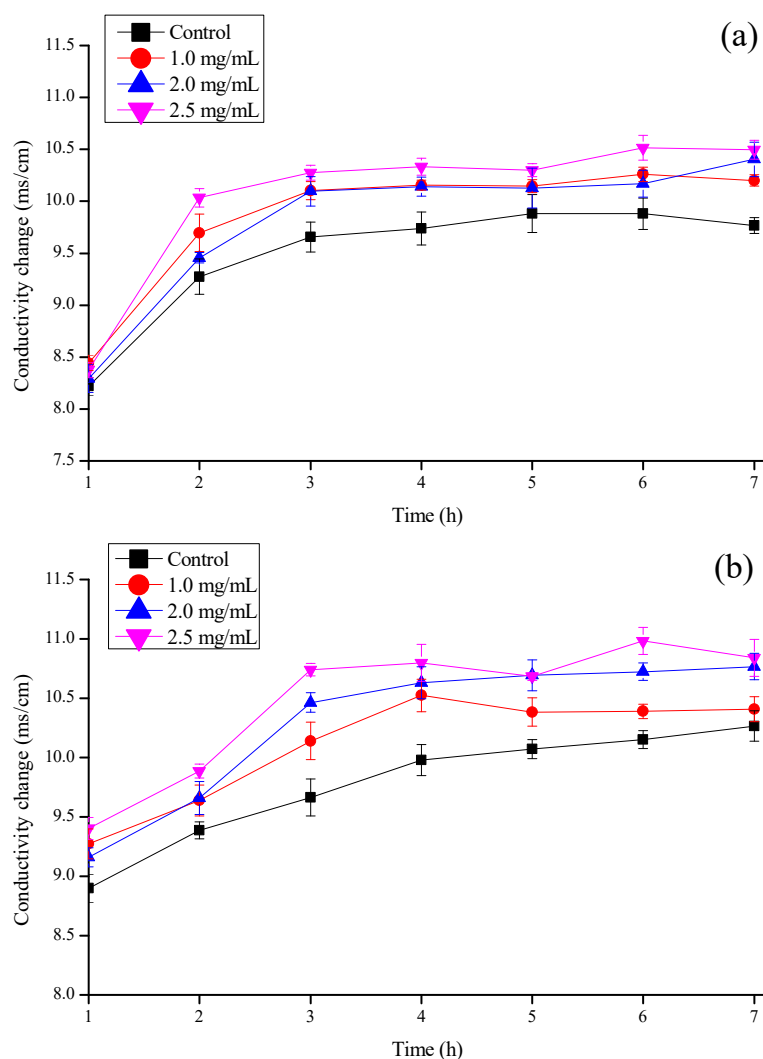 Control
1.0 mg/mL
2.0 mg/mL
2.5 mg/mL
(a)
Conductivity change (ms/cm)
11.5
11.0
10.5
10.0
9.5
9.0
8.5
8.0
7.5
1 2 3 4 5 6 7
Time (h)
Control
1.0 mg/mL
2.0 mg/mL
2.5 mg/mL
(b)
Conductivity change (ms/cm)
11.5
11.0
10.5
10.0
9.5
9.0
8.5
8.0
1 2 3 4 5 6 7
Time (h)